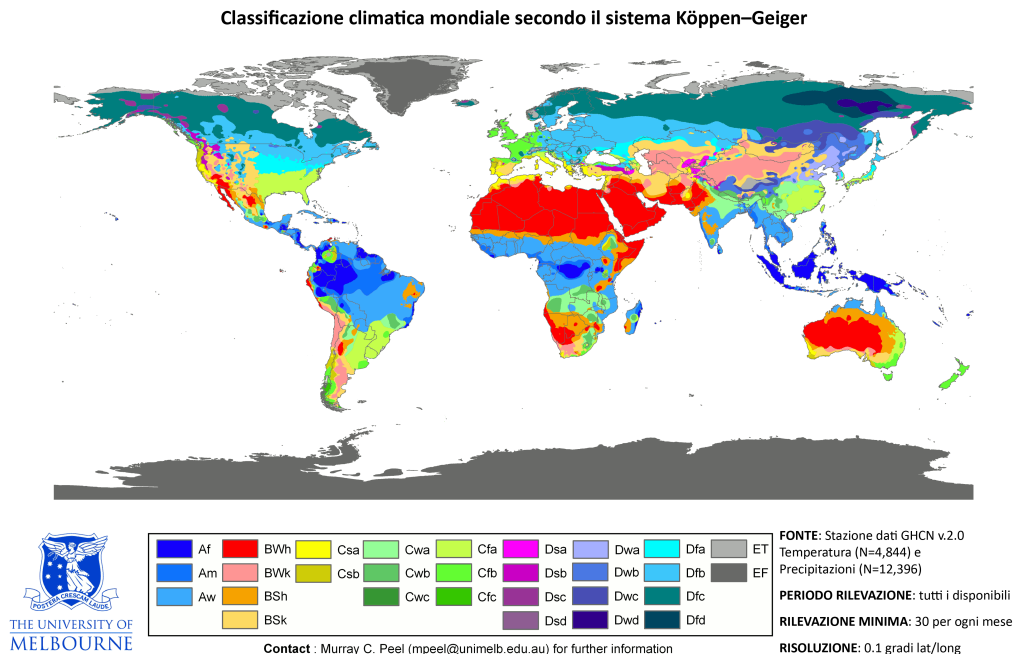 Classificazione climatica mondiale secondo il sistema Köppen–Geiger
Af
Am
Aw
BWh
BWk
BSh
BSk
Csa
Csb
Cwa
Cwb
Cwc
Cfa
Cfb
Cfc
Dsa
Dsb
Dsc
Dsd
Dwa
Dwb
Dwc
Dwd
Dfa
Dfb
Dfc
Dfd
ET
EF
FONTE: Stazione dati GHCN v.2.0
Temperatura (N=4,844) e
Precipitazioni (N=12,396)
PERIODO RILEVAZIONE: tutti i disponibili
RILEVAZIONE MINIMA: 30 per ogni mese
RISOLUZIONE: 0.1 gradi lat/long
POSTERA CRESCAM LAUDE
THE UNIVERSITY OF
MELBOURNE
Contact : Murray C. Peel (mpeel@unimelb.edu.au) for further information